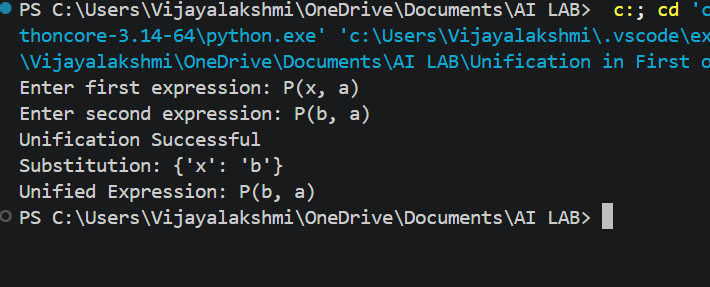 PS C:\Users\Vijayalakshmi\OneDrive\Documents\AI LAB>  c:; cd 'c
thoncore-3.14-64\python.exe' 'c:\Users\Vijayalakshmi\.vscode\ex
\Vijayalakshmi\OneDrive\Documents\AI LAB\Unification in First o
Enter first expression: P(x, a)
Enter second expression: P(b, a)
Unification Successful
Substitution: {'x': 'b'}
Unified Expression: P(b, a)
PS C:\Users\Vijayalakshmi\OneDrive\Documents\AI LAB>